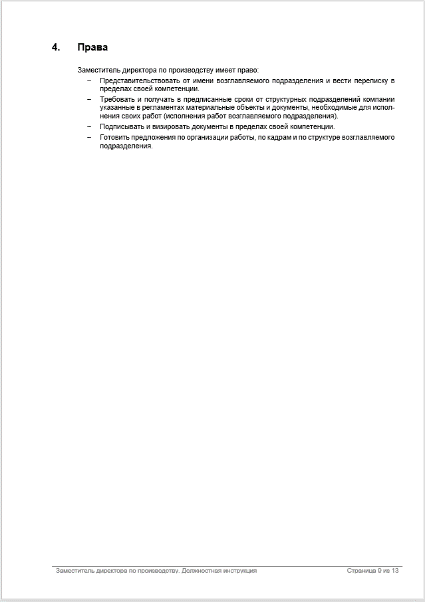 4. Права
Заместитель директора по производству имеет право:
– Представительствовать от имени возглавляемого подразделения и вести переписку в
пределах своей компетенции.
– Требовать и получать в предписанные сроки от структурных подразделений компании
указанные в регламентах материальные объекты и документы, необходимые для испол-
нения своих работ (исполнения работ возглавляемого подразделения).
– Подписывать и визировать документы в пределах своей компетенции.
– Готовить предложения по организации работы, по кадрам и по структуре возглавляемого
подразделения.
Заместитель директора по производству. Должностная инструкция Страница 9 из 13